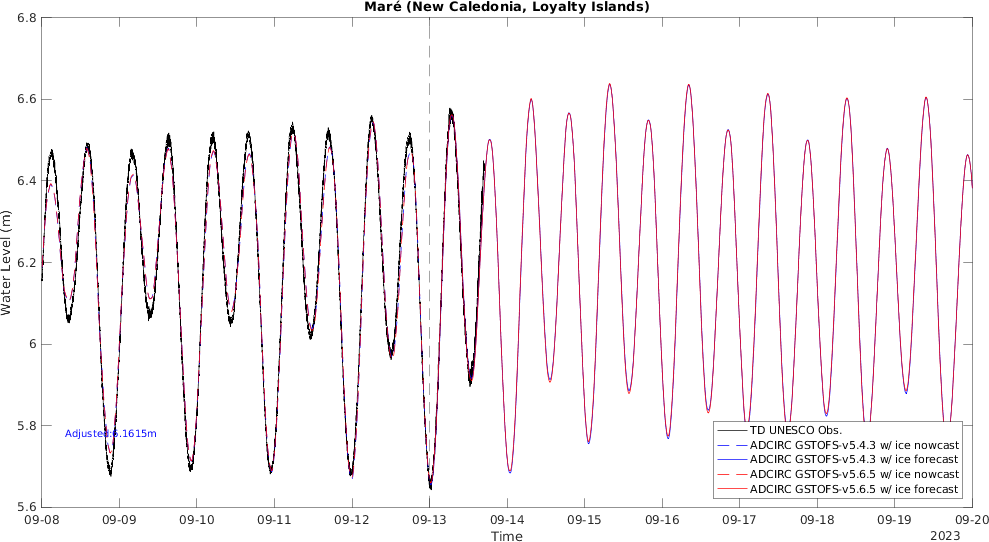 Maré (New Caledonia, Loyalty Islands)
6.8
6.6
6.4
6.2
6
5.8
5.6
Water Level (m)
Adjusted:6.1615m
TD UNESCO Obs.
ADCIRC GSTOFS-v5.4.3 w/ ice nowcast
ADCIRC GSTOFS-v5.4.3 w/ ice forecast
ADCIRC GSTOFS-v5.6.5 w/ ice nowcast
ADCIRC GSTOFS-v5.6.5 w/ ice forecast
09-08 09-09 09-10 09-11 09-12 09-13 09-14 09-15 09-16 09-17 09-18 09-19 09-20
Time
2023